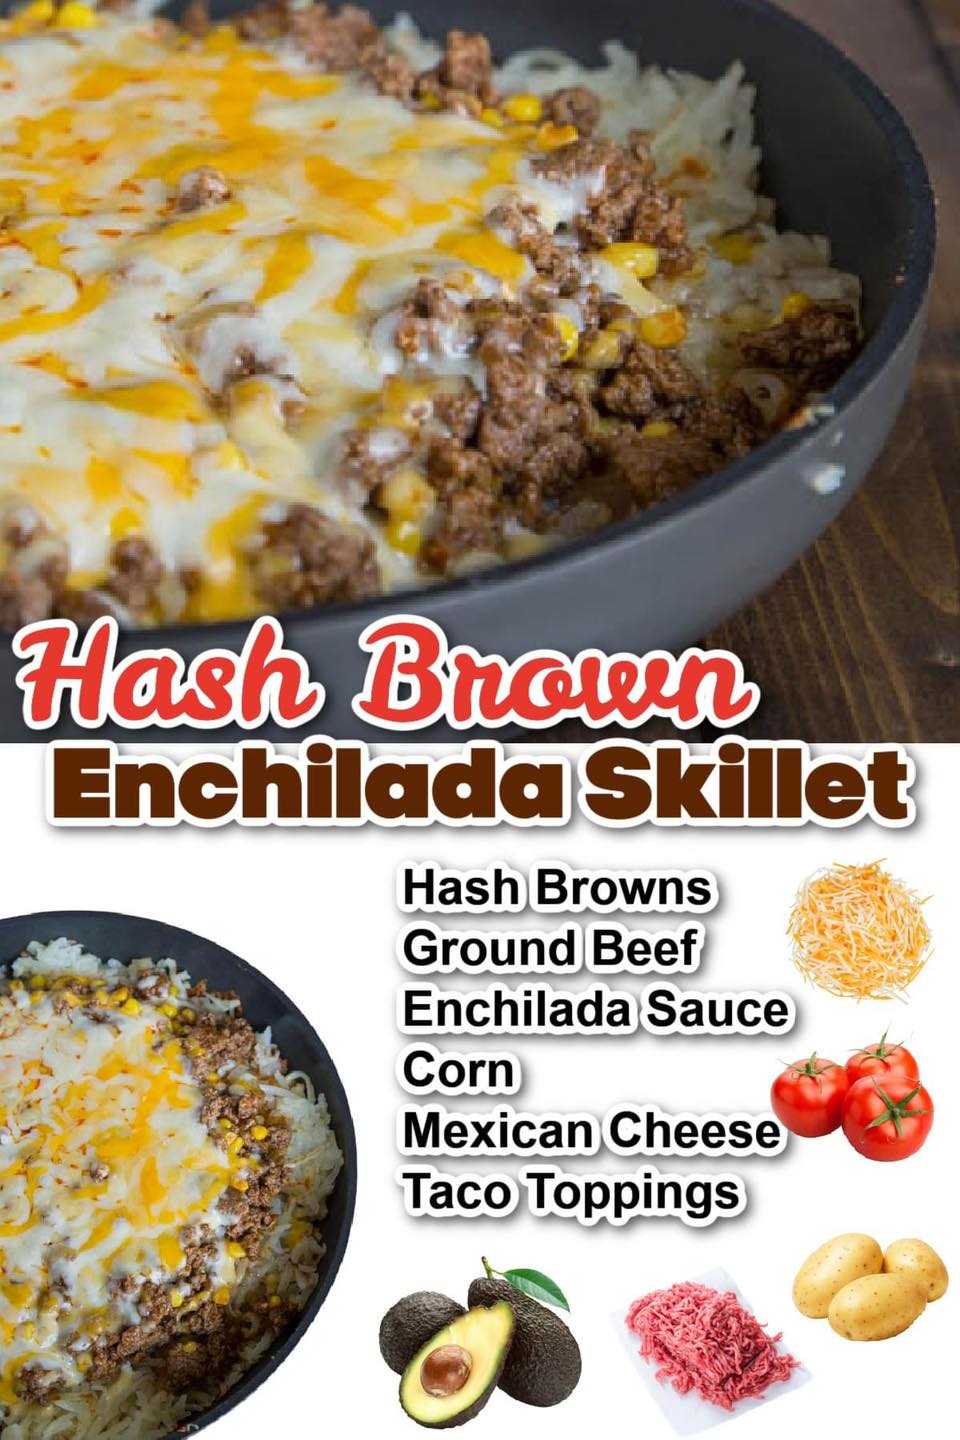 Hash Brown
Enchilada Skillet
Hash Browns
Ground Beef
Enchilada Sauce
Corn
Mexican Cheese
Taco Toppings